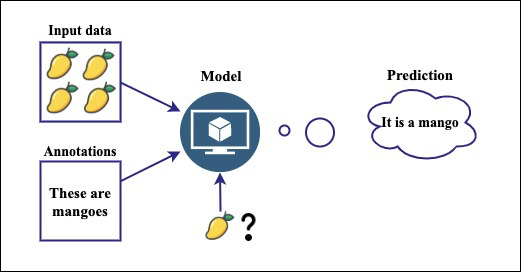 Input data
Model
Prediction
It is a mango
Annotations
These are
mangoes
?